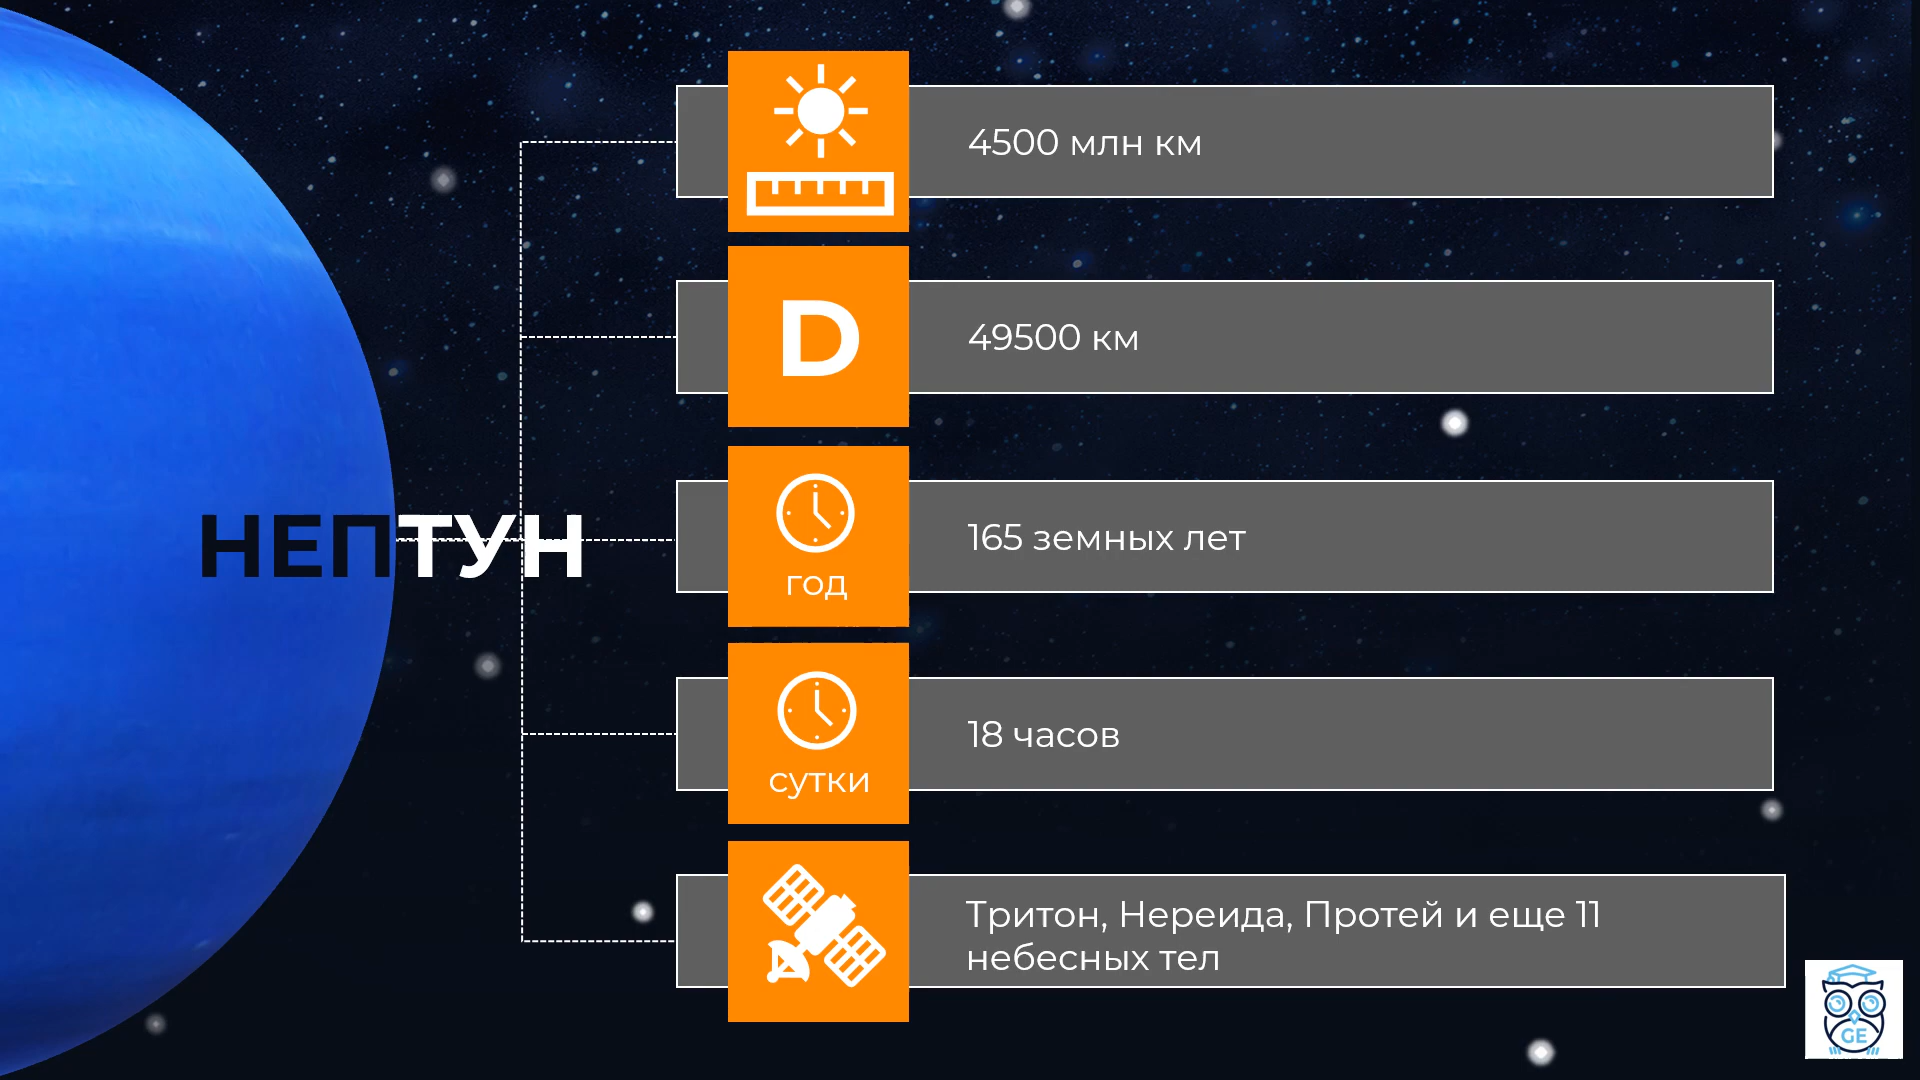 4500 млн км
D
49500 км
НЕПТУН
165 земных лет
год
18 часов
сутки
Тритон, Нереида, Протей и еще 11
небесных тел
GE